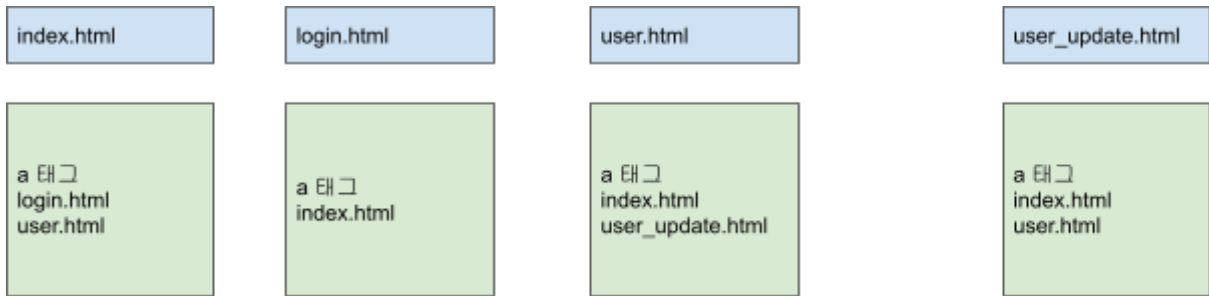 index.html
login.html
user.html
user_update.html
a 태그
login.html
user.html
a 태그
index.html
a 태그
index.html
user_update.html
a 태그
index.html
user.html